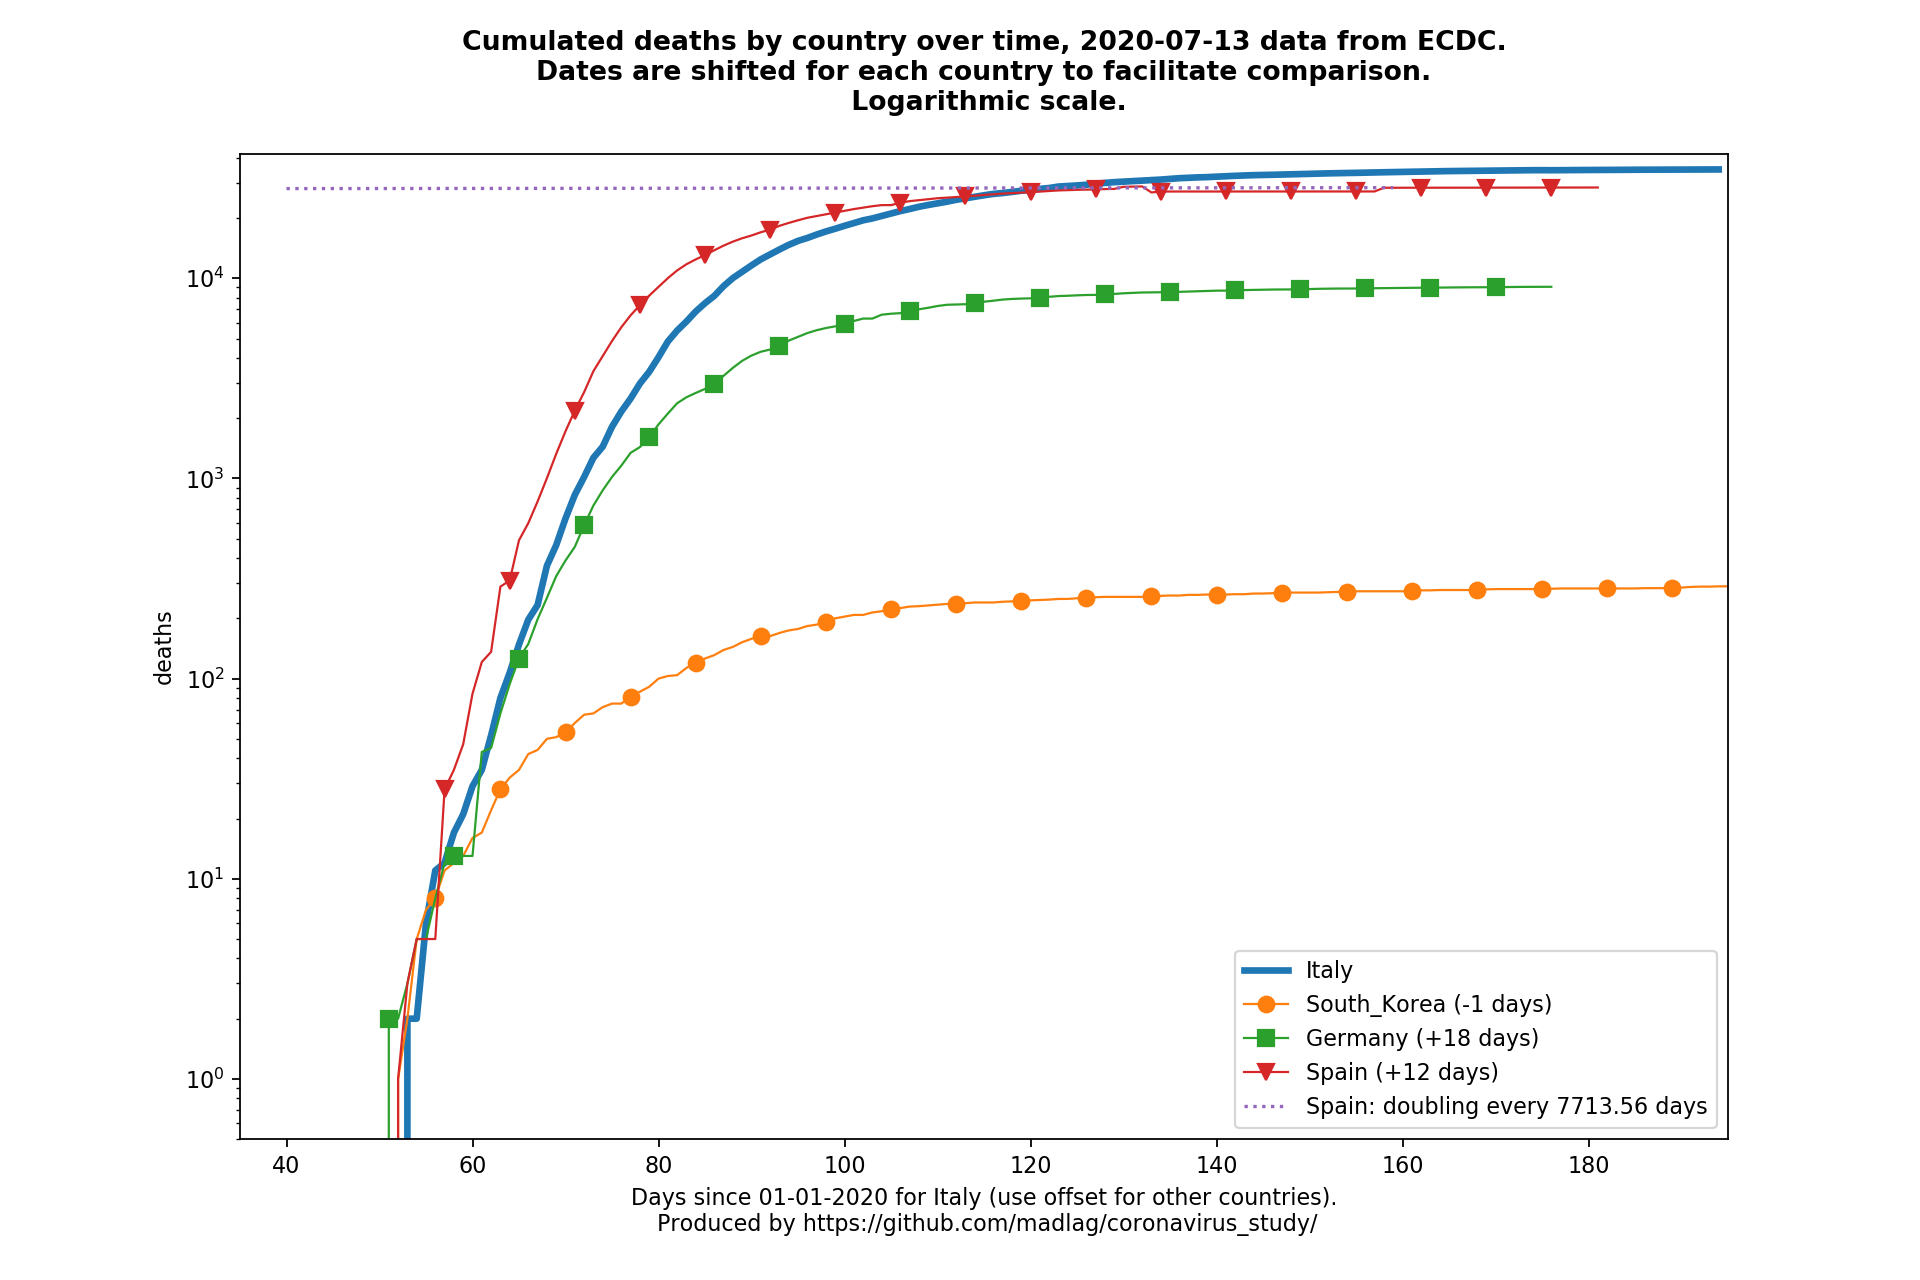 Cumulated deaths by country over time, 2020-07-13 data from ECDC.
Dates are shifted for each country to facilitate comparison.
Logarithmic scale.
10^4
10^3
10^2
10^1
10^0
deaths
Italy
South_Korea (-1 days)
Germany (+18 days)
Spain (+12 days)
Spain: doubling every 7713.56 days
40 60 80 100 120 140 160 180
Days since 01-01-2020 for Italy (use offset for other countries).
Produced by https://github.com/madlag/coronavirus_study/